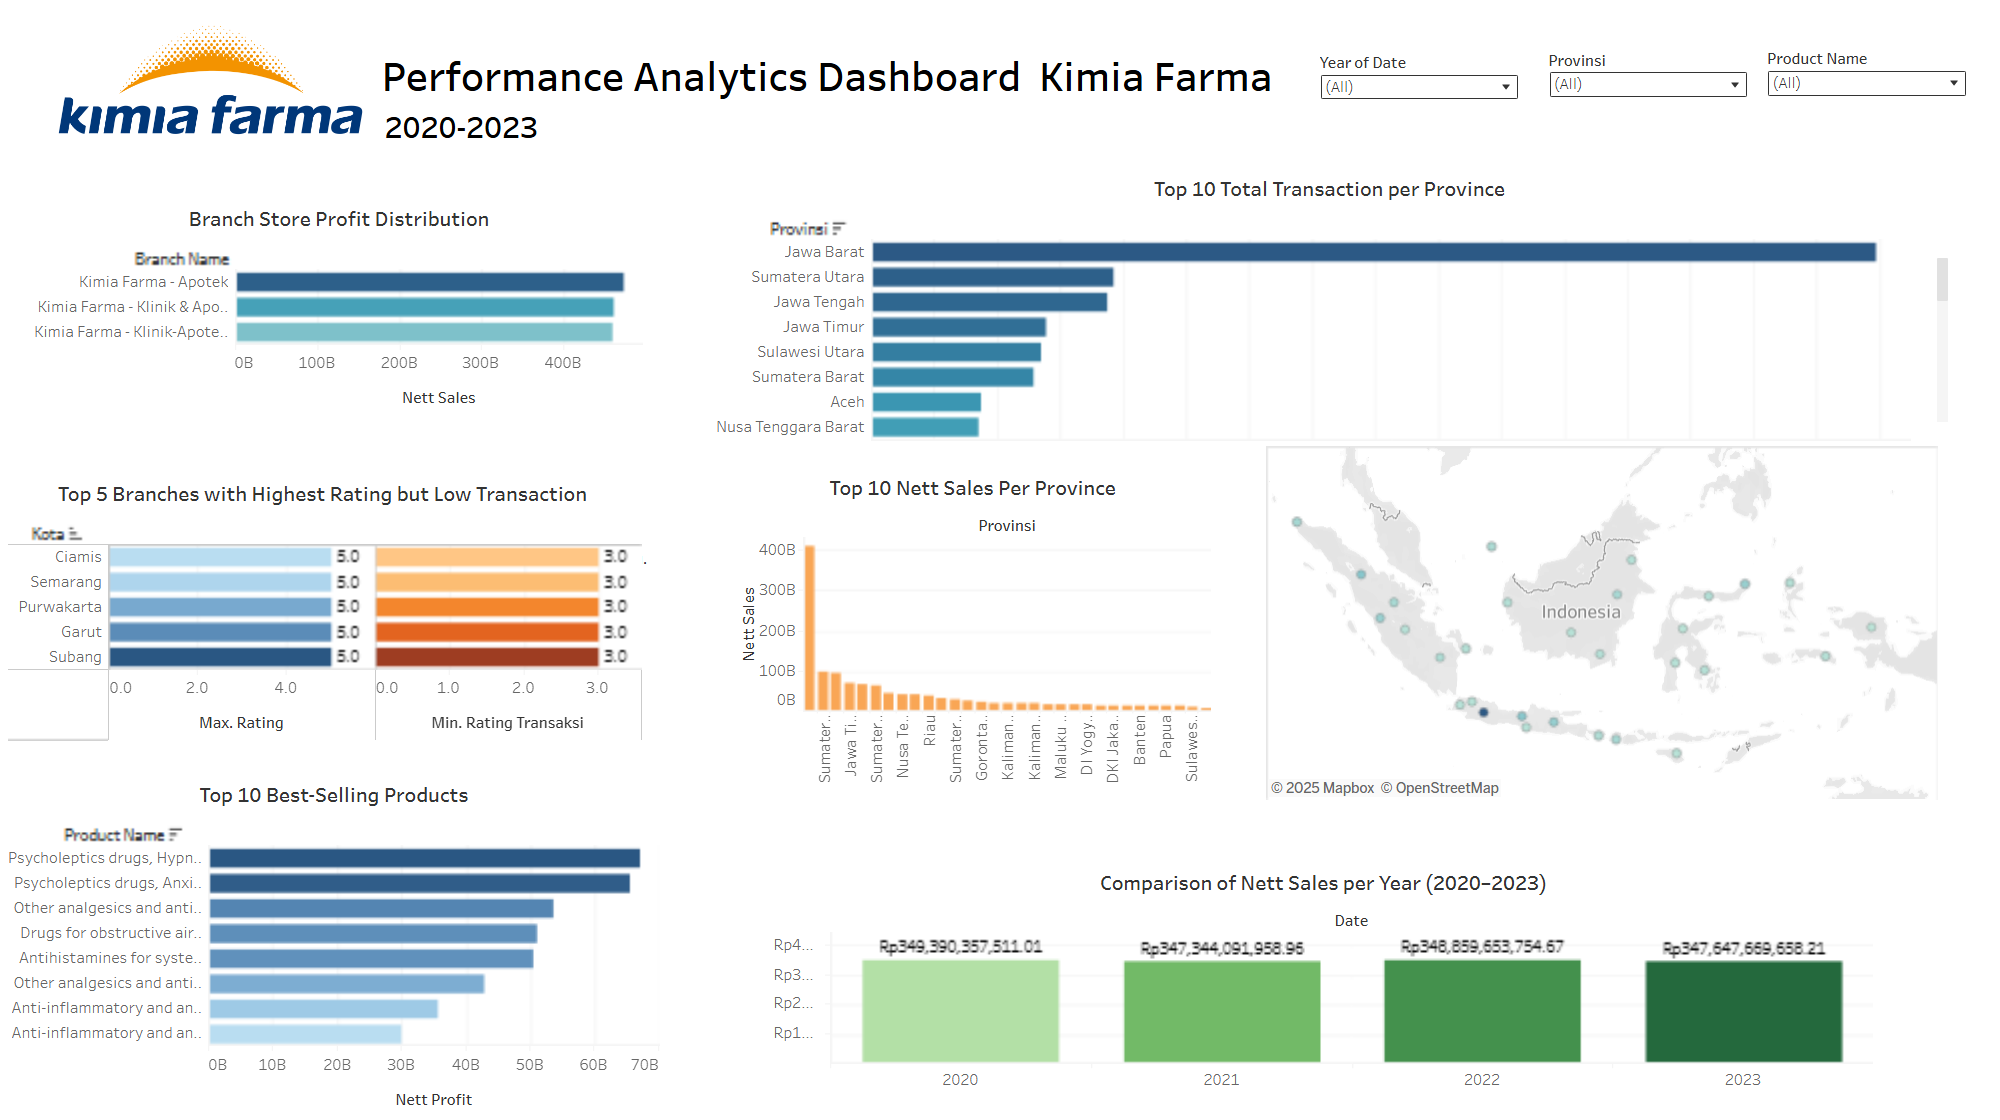 kimia farma
Performance Analytics Dashboard Kimia Farma
2020-2023
Year of Date
(All)
Provinsi
(All)
Product Name
(All)
Branch Store Profit Distribution
Branch Name
Kimia Farma - Apotek
Kimia Farma - Klinik & Apo..
Kimia Farma - Klinik-Apote..
0B 100B 200B 300B 400B
Nett Sales
Top 10 Total Transaction per Province
Provinsi
Jawa Barat
Sumatera Utara
Jawa Tengah
Jawa Timur
Sulawesi Utara
Sumatera Barat
Aceh
Nusa Tenggara Barat
Top 5 Branches with Highest Rating but Low Transaction
Kota
Ciamis 5.0 3.0
Semarang 5.0 3.0
Purwakarta 5.0 3.0
Garut 5.0 3.0
Subang 5.0 3.0
0.0 2.0 4.0 0.0 1.0 2.0 3.0
Max. Rating Min. Rating Transaksi
Top 10 Nett Sales Per Province
Provinsi
Nett Sales
400B
300B
200B
100B
0B
Sumater..
Jawa Ti..
Sumater..
Nusa Te..
Riau
Sumater..
Goronta..
Kaliman..
Kaliman..
Maluku ..
DI Yogy..
DKI Jaka..
Banten
Papua
Sulawes..
Indonesia
© 2025 Mapbox © OpenStreetMap
Top 10 Best-Selling Products
Product Name
Psycholeptics drugs, Hypn..
Psycholeptics drugs, Anxi..
Other analgesics and anti..
Drugs for obstructive air..
Antihistamines for syste..
Other analgesics and anti..
Anti-inflammatory and an..
Anti-inflammatory and an..
0B 10B 20B 30B 40B 50B 60B 70B
Nett Profit
Comparison of Nett Sales per Year (2020–2023)
Date
Rp4...
Rp3...
Rp2...
Rp1...
Rp349,390,357,511.01 Rp347,344,091,958.96 Rp348,859,653,754.67 Rp347,647,669,658.21
2020 2021 2022 2023